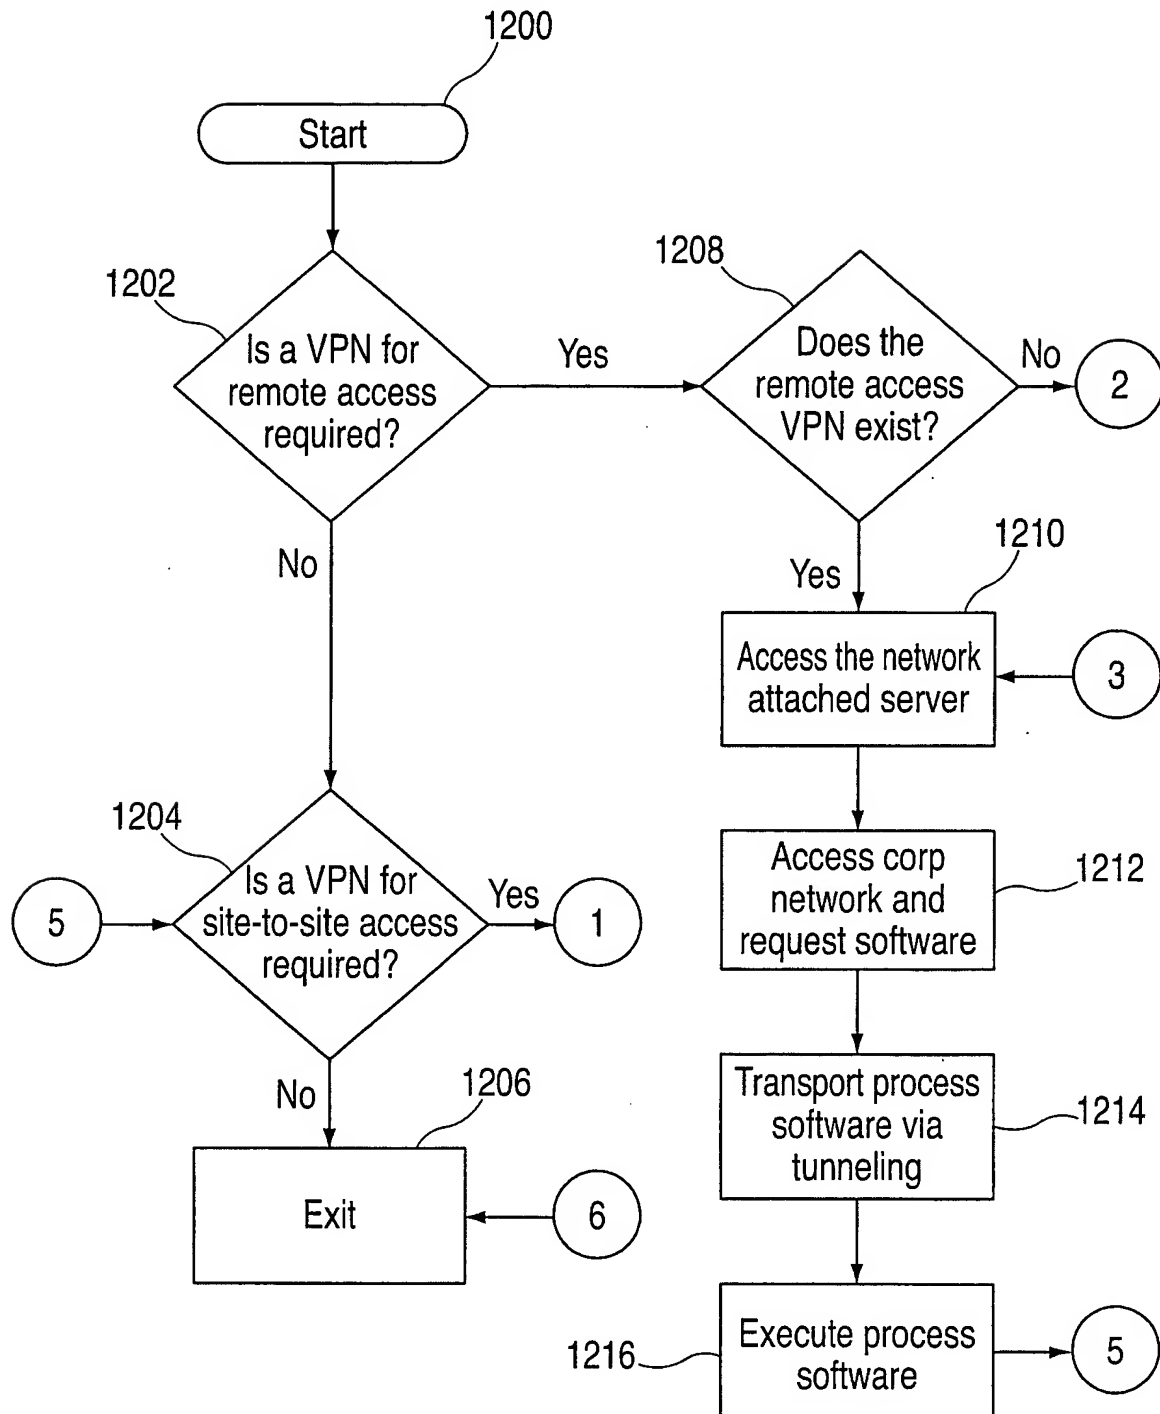 1200
Start
1202
Is a VPN for
remote access
required?
Yes
1208
Does the
remote access
VPN exist?
No
2
No
Yes
1210
Access the network
attached server
3
1204
5
Is a VPN for
site-to-site access
required?
Yes
1
Access corp
network and
request software
1212
No
1206
Exit
6
Transport process
software via
tunneling
1214
1216
Execute process
software
5